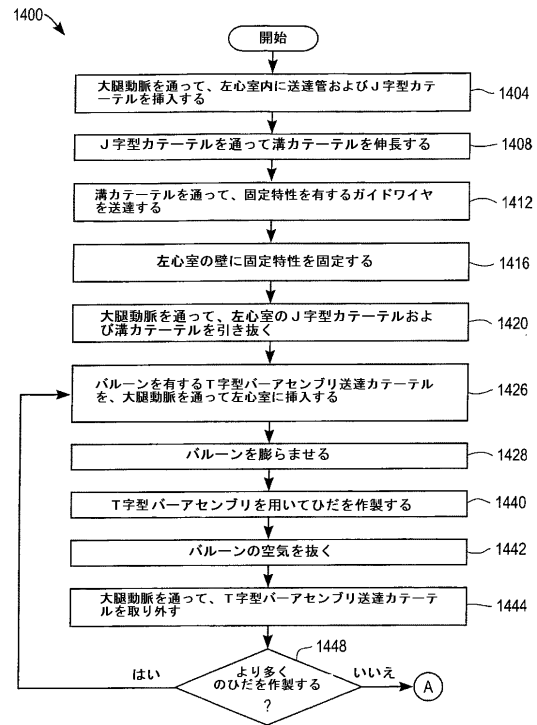 1400
開始
大腿動脈を通って、左心室内に送達管およびJ字型カテ
ーテルを挿入する
1404
J字型カテーテルを通って溝カテーテルを伸長する
1408
溝カテーテルを通って、固定特性を有するガイドワイヤ
を送達する
1412
左心室の壁に固定特性を固定する
1416
大腿動脈を通って、左心室のJ字型カテーテルおよ
び溝カテーテルを引き抜く
1420
バルーンを有するT字型バーアセンブリ送達カテーテル
を、大腿動脈を通って左心室に挿入する
1426
バルーンを膨らませる
1428
T字型バーアセンブリを用いてひだを作製する
1440
バルーンの空気を抜く
1442
大腿動脈を通って、T字型バーアセンブリ送達カテーテ
ルを取り外す
1444
1448
はい
より多く
のひだを作製する
?
いいえ
A